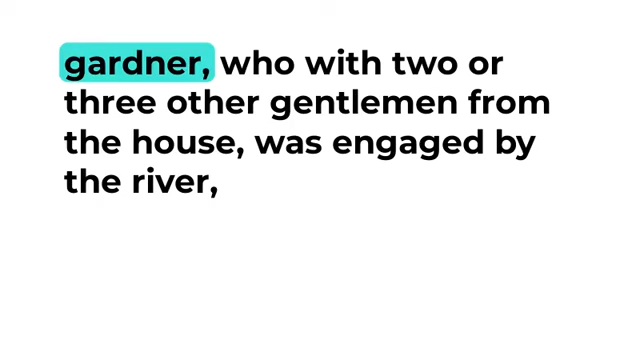 gardner, who with two or
three other gentlemen from
the house, was engaged by
the river,